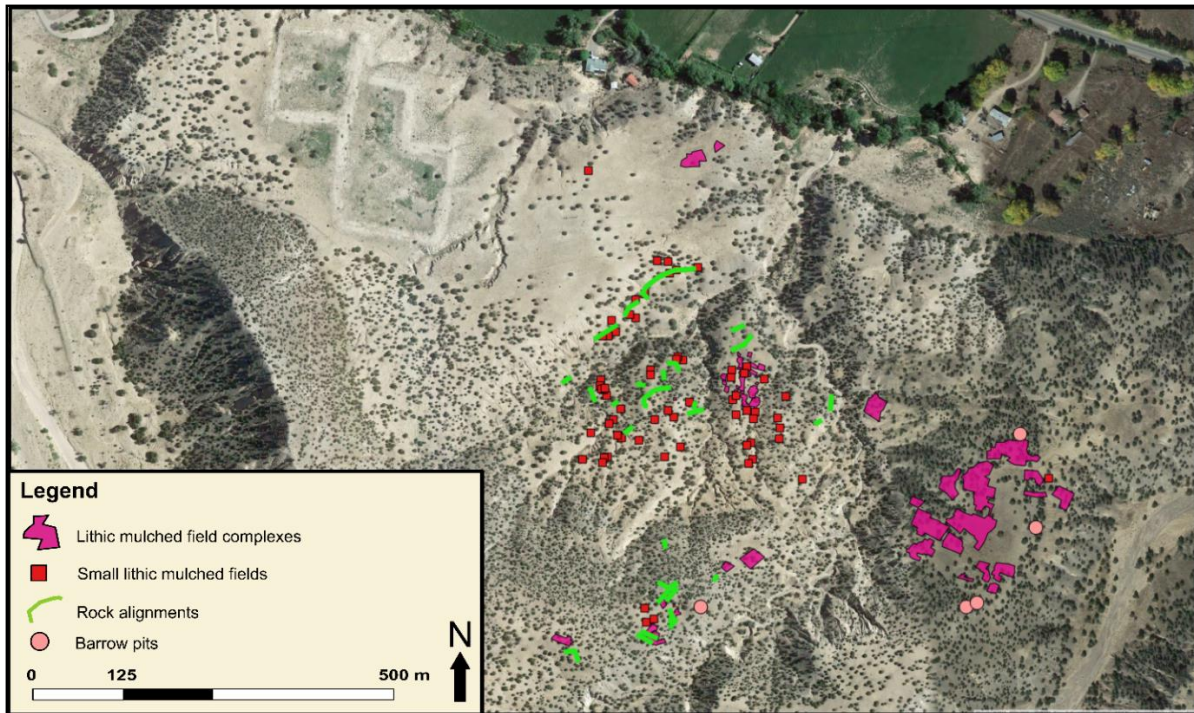 Legend
Lithic mulched field complexes
Small lithic mulched fields
Rock alignments
Barrow pits
N
0 125 500 m